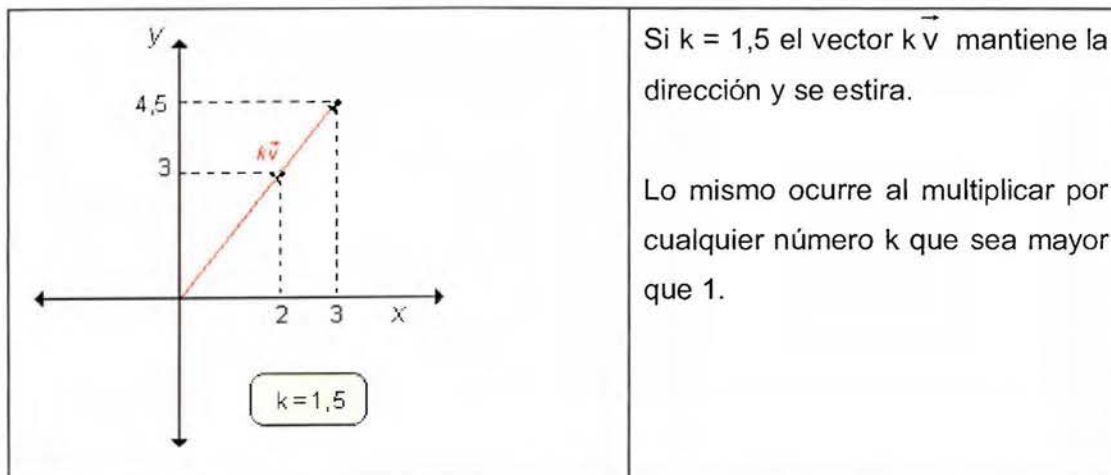 y
4,5
kv⃗
3
2 3 x
k=1,5
Si k = 1,5 el vector k v⃗ mantiene la
dirección y se estira.
Lo mismo ocurre al multiplicar por
cualquier número k que sea mayor
que 1.